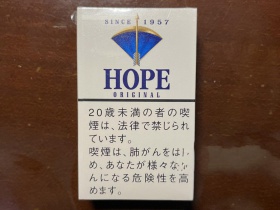 SINCE 1957
HOPE
ORIGINAL
20歳未満の者の喫
煙は、法律で禁じられ
ています。
喫煙は、肺がんをはじ
め、あなたが様々なが
んになる危険性を高
めます。